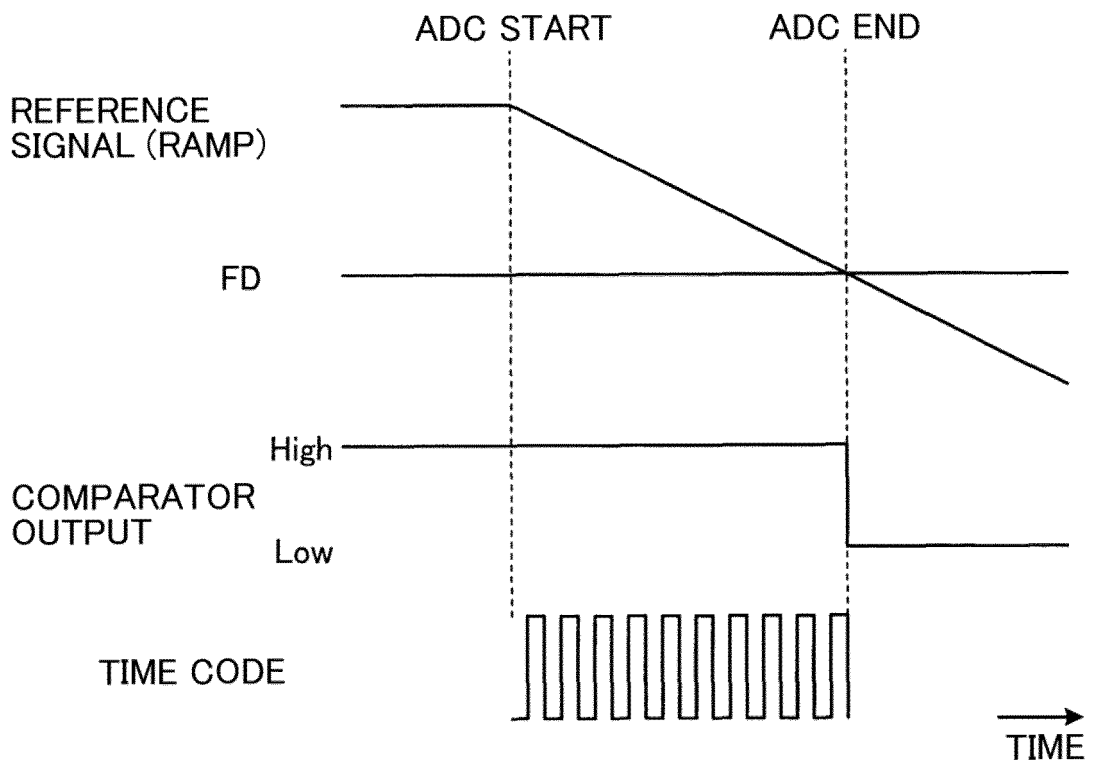 ADC START
ADC END
REFERENCE
SIGNAL (RAMP)
FD
High
COMPARATOR
OUTPUT
Low
TIME CODE
TIME